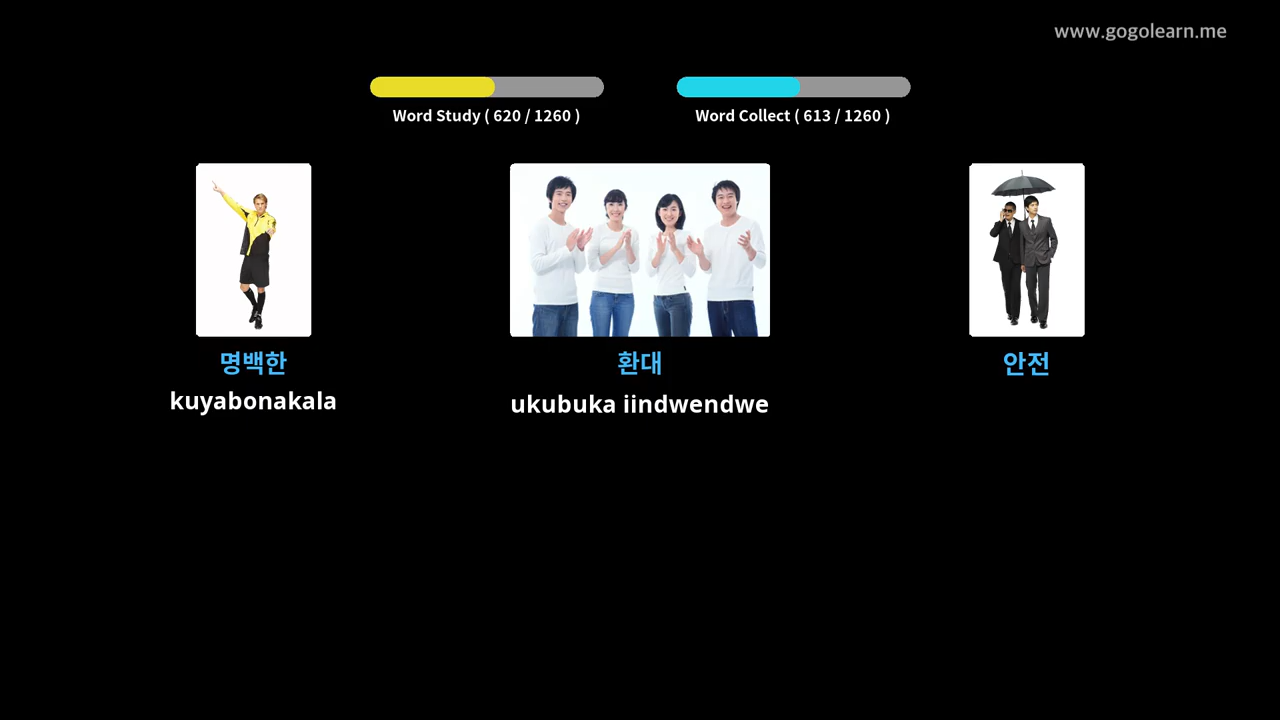 www.gogolearn.me
Word Study ( 620 / 1260 )
Word Collect ( 613 / 1260 )
명백한
환대
안전
kuyabonakala
ukubuka iindwendwe